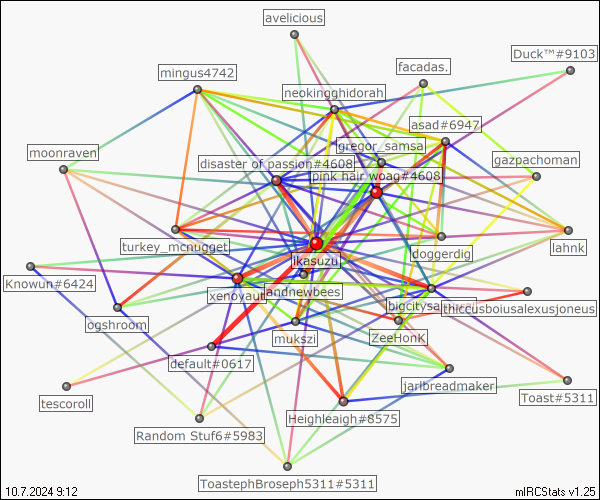 avelicious
Duck™#9103
facadas.
mingus4742
neokingghidorah
asad#6947
gregor_samsa
moonraven
gazpachoman
disaster of passion#4608
pink hair woag#4608
turkey_mcnugget
doggerdig
lahnk
ikasuzu
Knowun#6424
xenoyaut
landnewbees
bigcitysa
thiccusboiusalexusjoneus
ogshroom
mukszi
ZeeHonk
default#0617
jarlbreadmaker
tescoroll
Toast#5311
Heighleaigh#8575
Random Stuf6#5983
ToastephBroseph5311#5311
10.7.2024 9:12
mIRCStats v1.25